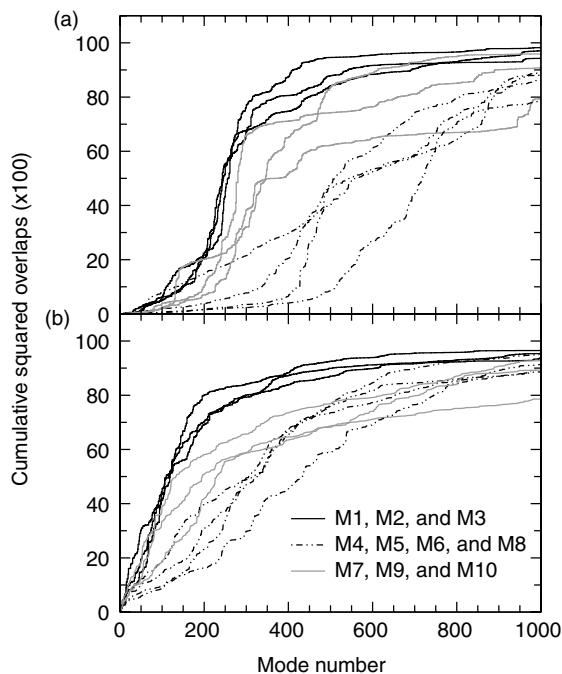 (a)
100
80
60
40
20
0
(b)
100
80
60
40
20
0
Cumulative squared overlaps (x100)
M1, M2, and M3
M4, M5, M6, and M8
M7, M9, and M10
0 200 400 600 800 1000
Mode number